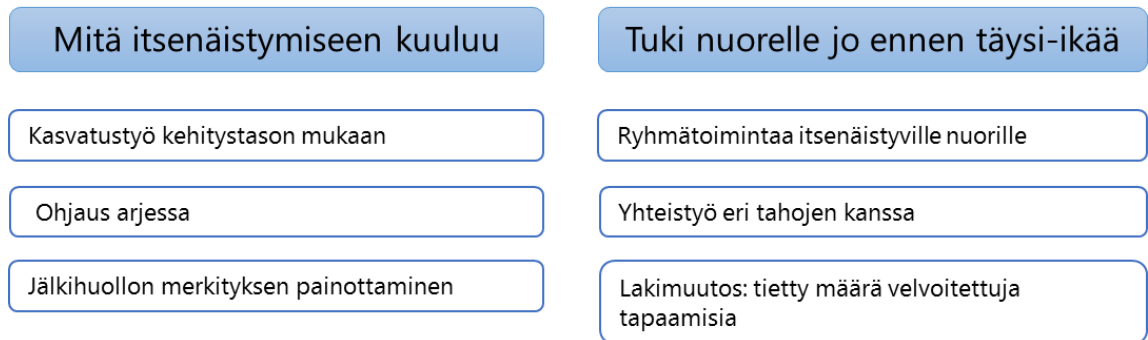 Mitä itsenäistymiseen kuuluu
Kasvatustyö kehitystason mukaan
Ohjaus arjessa
Jälkihuollon merkityksen painottaminen
Tuki nuorelle jo ennen täysi-ikää
Ryhmätoimintaa itsenäistyville nuorille
Yhteistyö eri tahojen kanssa
Lakimuutos: tietty määrä velvoitettuja
tapaamisia